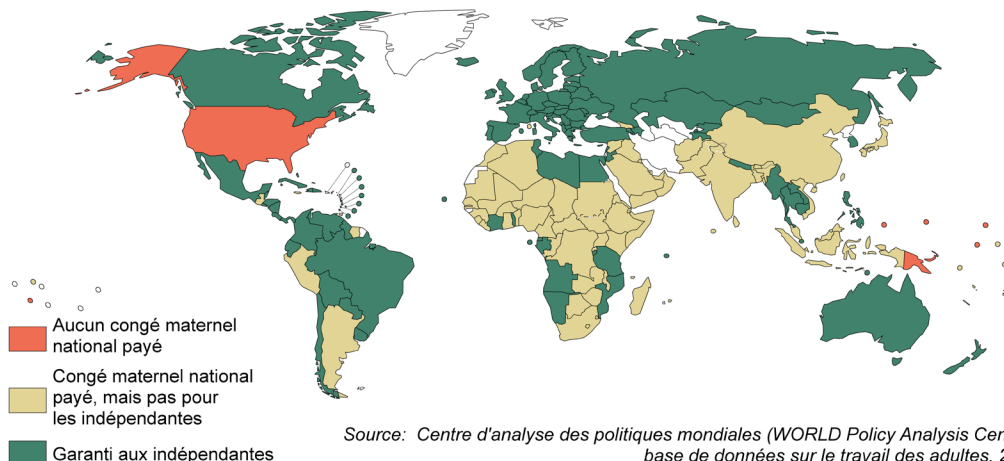 Aucun congé maternel
national payé
Congé maternel national
payé, mais pas pour
les indépendantes
Garanti aux indépendantes
Source: Centre d'analyse des politiques mondiales (WORLD Policy Analysis
base de données sur le travail des adultes,